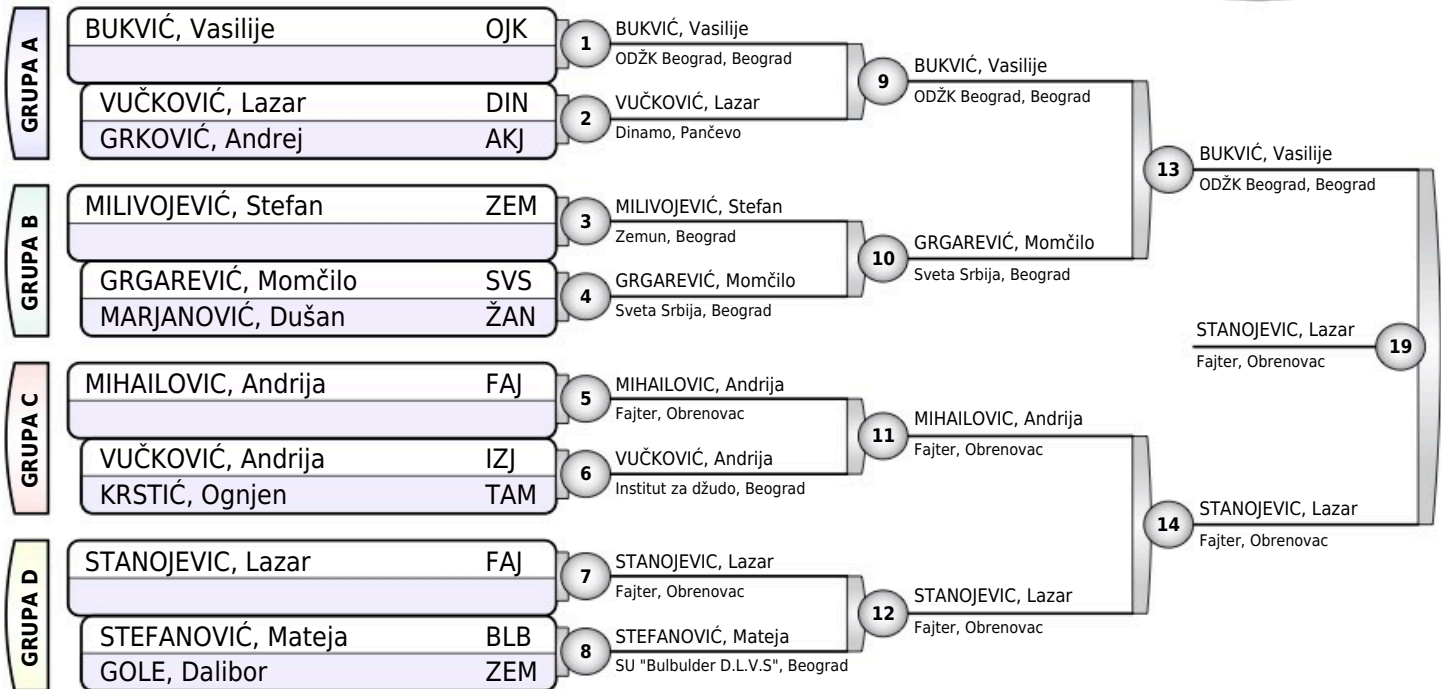 GRUPA A
BUKVIĆ, Vasilije OJK
VUČKOVIĆ, Lazar DIN
GRKOVIĆ, Andrej AKJ
GRUPA B
MILIVOJEVIĆ, Stefan ZEM
GRGAREVIĆ, Momčilo SVS
MARJANOVIĆ, Dušan ŽAN
GRUPA C
MIHAILOVIC, Andrija FAJ
VUČKOVIĆ, Andrija IZJ
KRSTIĆ, Ognjen TAM
GRUPA D
STANOJEVIC, Lazar FAJ
STEFANOVIĆ, Mateja BLB
GOLE, Dalibor ZEM
1
BUKVIĆ, Vasilije
ODŽK Beograd, Beograd
2
VUČKOVIĆ, Lazar
Dinamo, Pančevo
3
MILIVOJEVIĆ, Stefan
Zemun, Beograd
4
GRGAREVIĆ, Momčilo
Sveta Srbija, Beograd
5
MIHAILOVIC, Andrija
Fajter, Obrenovac
6
VUČKOVIĆ, Andrija
Institut za džudo, Beograd
7
STANOJEVIC, Lazar
Fajter, Obrenovac
8
STEFANOVIĆ, Mateja
SU "Bulbulder D.L.V.S", Beograd
9
BUKVIĆ, Vasilije
ODŽK Beograd, Beograd
10
GRGAREVIĆ, Momčilo
Sveta Srbija, Beograd
11
MIHAILOVIC, Andrija
Fajter, Obrenovac
12
STANOJEVIC, Lazar
Fajter, Obrenovac
13
BUKVIĆ, Vasilije
ODŽK Beograd, Beograd
14
STANOJEVIC, Lazar
Fajter, Obrenovac
STANOJEVIC, Lazar
Fajter, Obrenovac
19